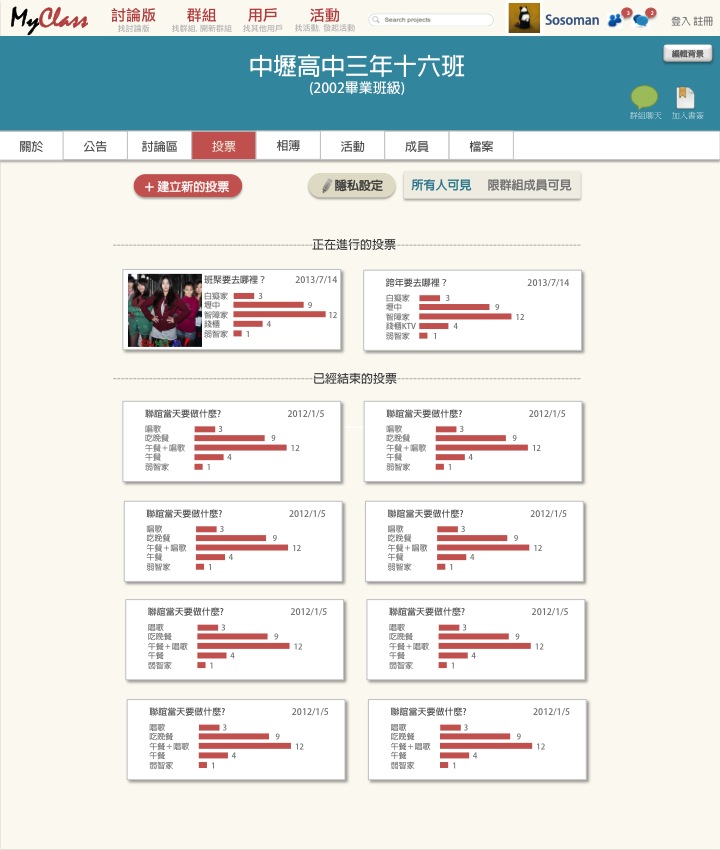 MyClass
討論版 群組 用戶 活動
找討論版 找群組, 開新群組 找其他用戶 找活動, 發起活動
Search projects
Sosoman
3
2
登入 註冊
中壢高中三年十六班
(2002畢業班級)
編輯背景
群組聊天 加入書簽
關於 公告 討論區 投票 相簿 活動 成員 檔案
+ 建立新的投票
隱私設定
所有人可見 限群組成員可見
正在進行的投票
班聚要去哪裡？ 2013/7/14
白癡家 3
壢中 9
智障家 12
錢櫃 4
弱智家 1
跨年要去哪裡？ 2013/7/14
白癡家 3
壢中 9
智障家 12
錢櫃KTV 4
弱智家 1
已經結束的投票
聯誼當天要做什麼? 2012/1/5
唱歌 3
吃晚餐 9
午餐+唱歌 12
午餐 4
弱智家 1
聯誼當天要做什麼? 2012/1/5
唱歌 3
吃晚餐 9
午餐+唱歌 12
午餐 4
弱智家 1
聯誼當天要做什麼? 2012/1/5
唱歌 3
吃晚餐 9
午餐+唱歌 12
午餐 4
弱智家 1
聯誼當天要做什麼? 2012/1/5
唱歌 3
吃晚餐 9
午餐+唱歌 12
午餐 4
弱智家 1
聯誼當天要做什麼? 2012/1/5
唱歌 3
吃晚餐 9
午餐+唱歌 12
午餐 4
弱智家 1
聯誼當天要做什麼? 2012/1/5
唱歌 3
吃晚餐 9
午餐+唱歌 12
午餐 4
弱智家 1
聯誼當天要做什麼? 2012/1/5
唱歌 3
吃晚餐 9
午餐+唱歌 12
午餐 4
弱智家 1
聯誼當天要做什麼? 2012/1/5
唱歌 3
吃晚餐 9
午餐+唱歌 12
午餐 4
弱智家 1